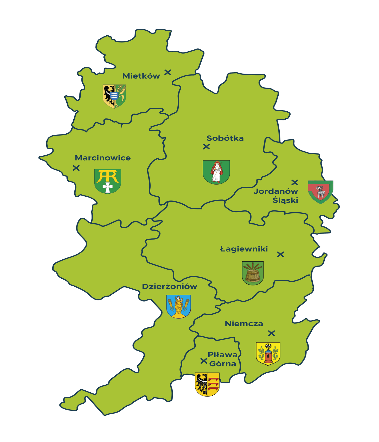 Mietków
Sobótka
Marcinowice
Jordanów
Śląski
Łagiewniki
Dzierżoniów
Niemcza
Piława
Górna